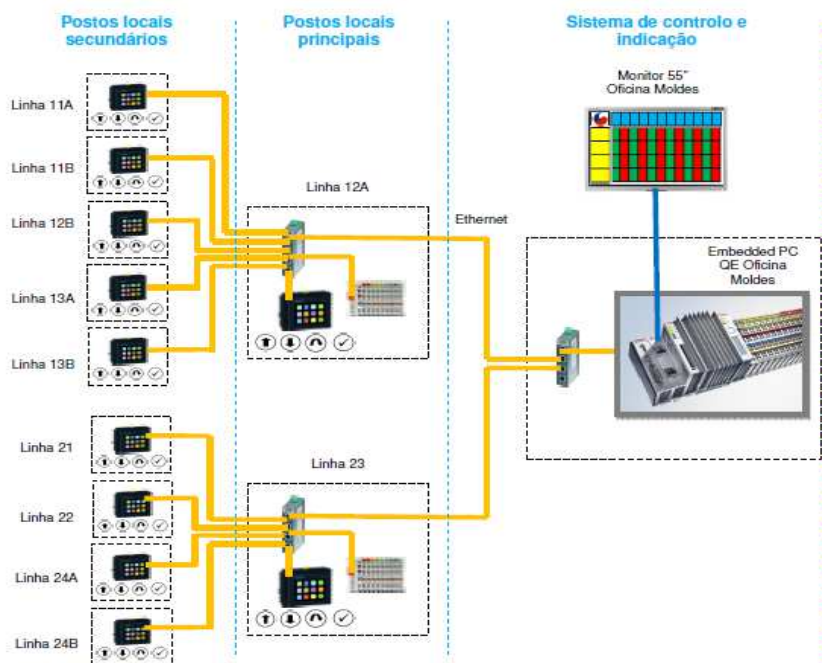 Postos locais
secundários
Postos locais
principais
Sistema de controlo e
indicação
Monitor 55"
Oficina Moldes
Linha 11A
Linha 11B
Linha 12B
Linha 13A
Linha 13B
Linha 12A
Ethernet
Embedded PC
QE Oficina
Moldes
Linha 21
Linha 22
Linha 24A
Linha 24B
Linha 23